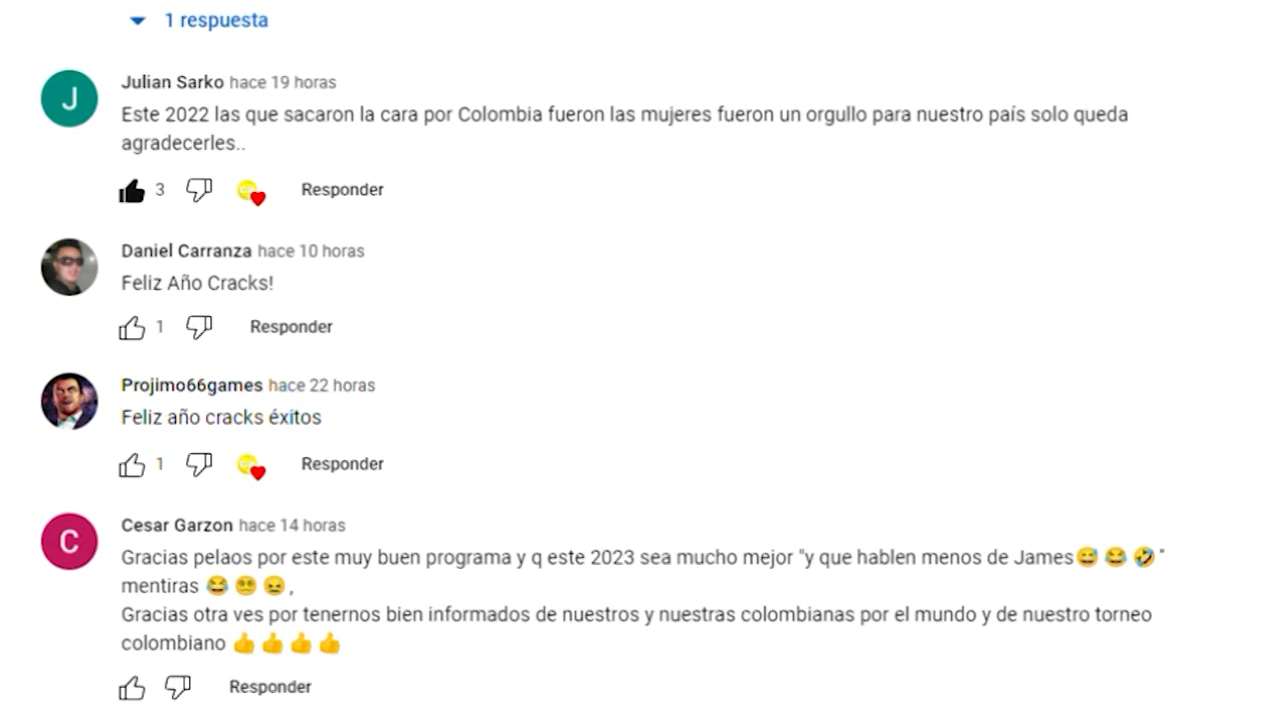 1 respuesta
J
Julian Sarko hace 19 horas
Este 2022 las que sacaron la cara por Colombia fueron las mujeres fueron un orgullo para nuestro país solo queda
agradecerles..
3 Responder
Daniel Carranza hace 10 horas
Feliz Año Cracks!
1 Responder
Projimo66games hace 22 horas
Feliz año cracks éxitos
1 Responder
C
Cesar Garzon hace 14 horas
Gracias pelaos por este muy buen programa y q este 2023 sea mucho mejor "y que hablen menos de James😅😂🤣"
mentiras 😂😵‍💫😖,
Gracias otra ves por tenernos bien informados de nuestros y nuestras colombianas por el mundo y de nuestro torneo
colombiano 👍👍👍👍
Responder